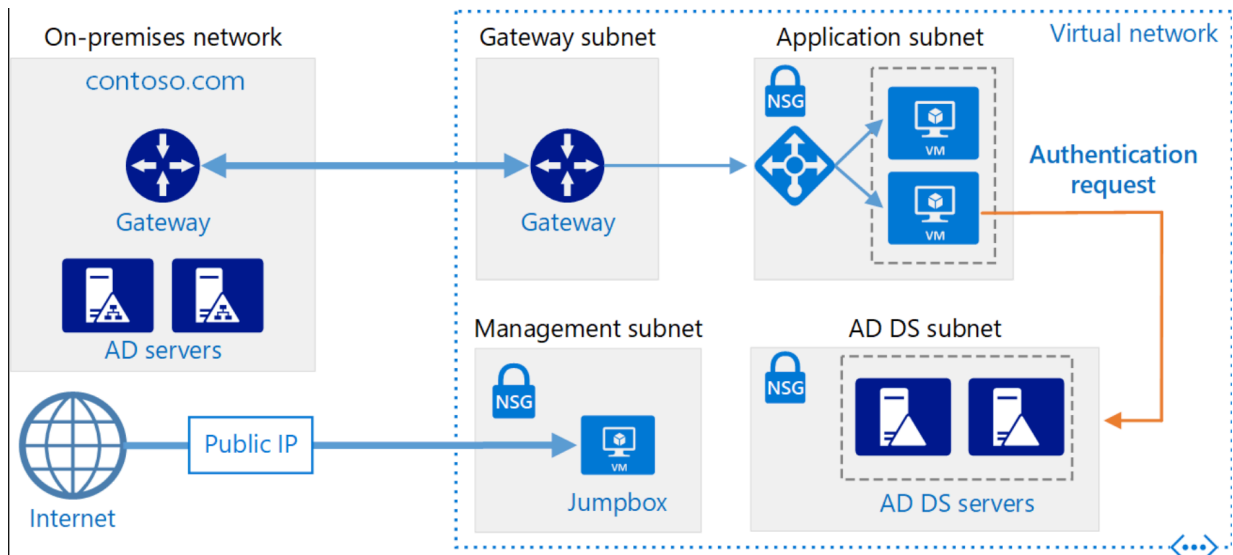 On-premises network
Gateway subnet
Application subnet
Virtual network
contoso.com
NSG
VM
Authentication
request
VM
Gateway
Gateway
AD servers
Management subnet
AD DS subnet
NSG
NSG
Public IP
VM
Jumpbox
AD DS servers
Internet